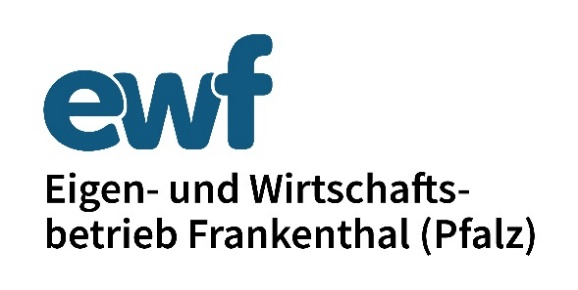 ewf
Eigen- und Wirtschafts-
betrieb Frankenthal (Pfalz)